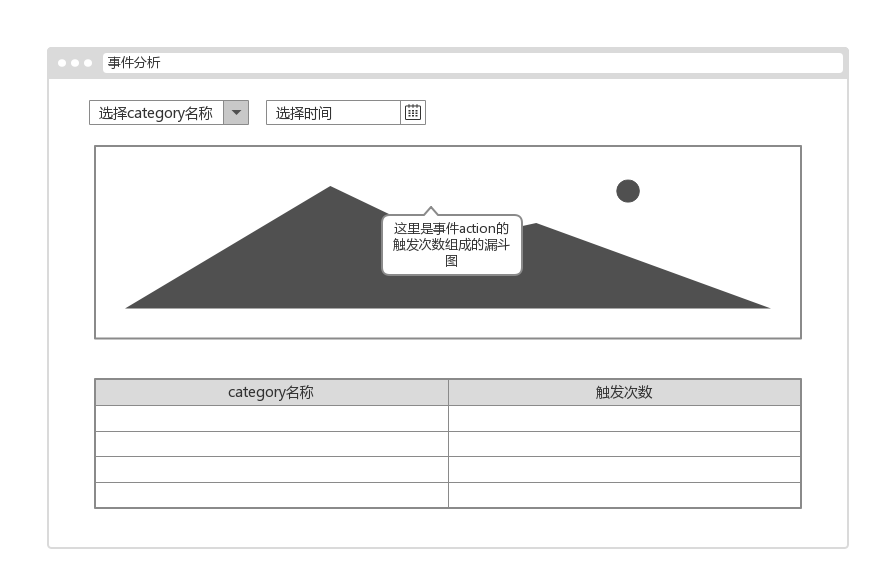 事件分析
选择category名称
选择时间
这里是事件action的
触发次数组成的漏斗
图
category名称
触发次数